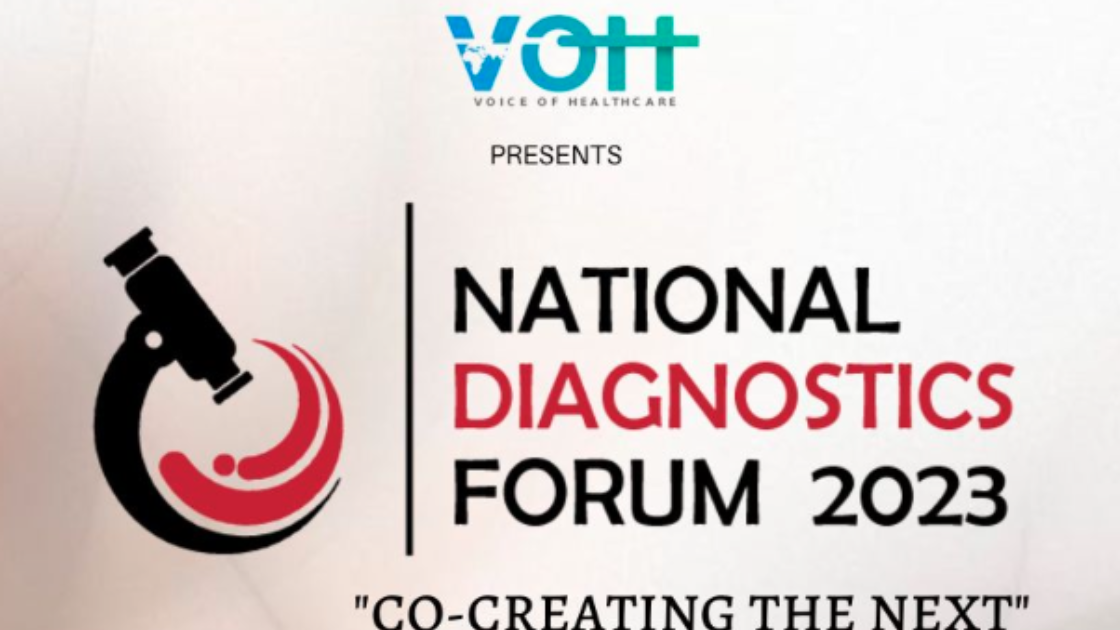 VOH
VOICE OF HEALTHCARE
PRESENTS
NATIONAL
DIAGNOSTICS
FORUM 2023
"CO-CREATING THE NEXT"